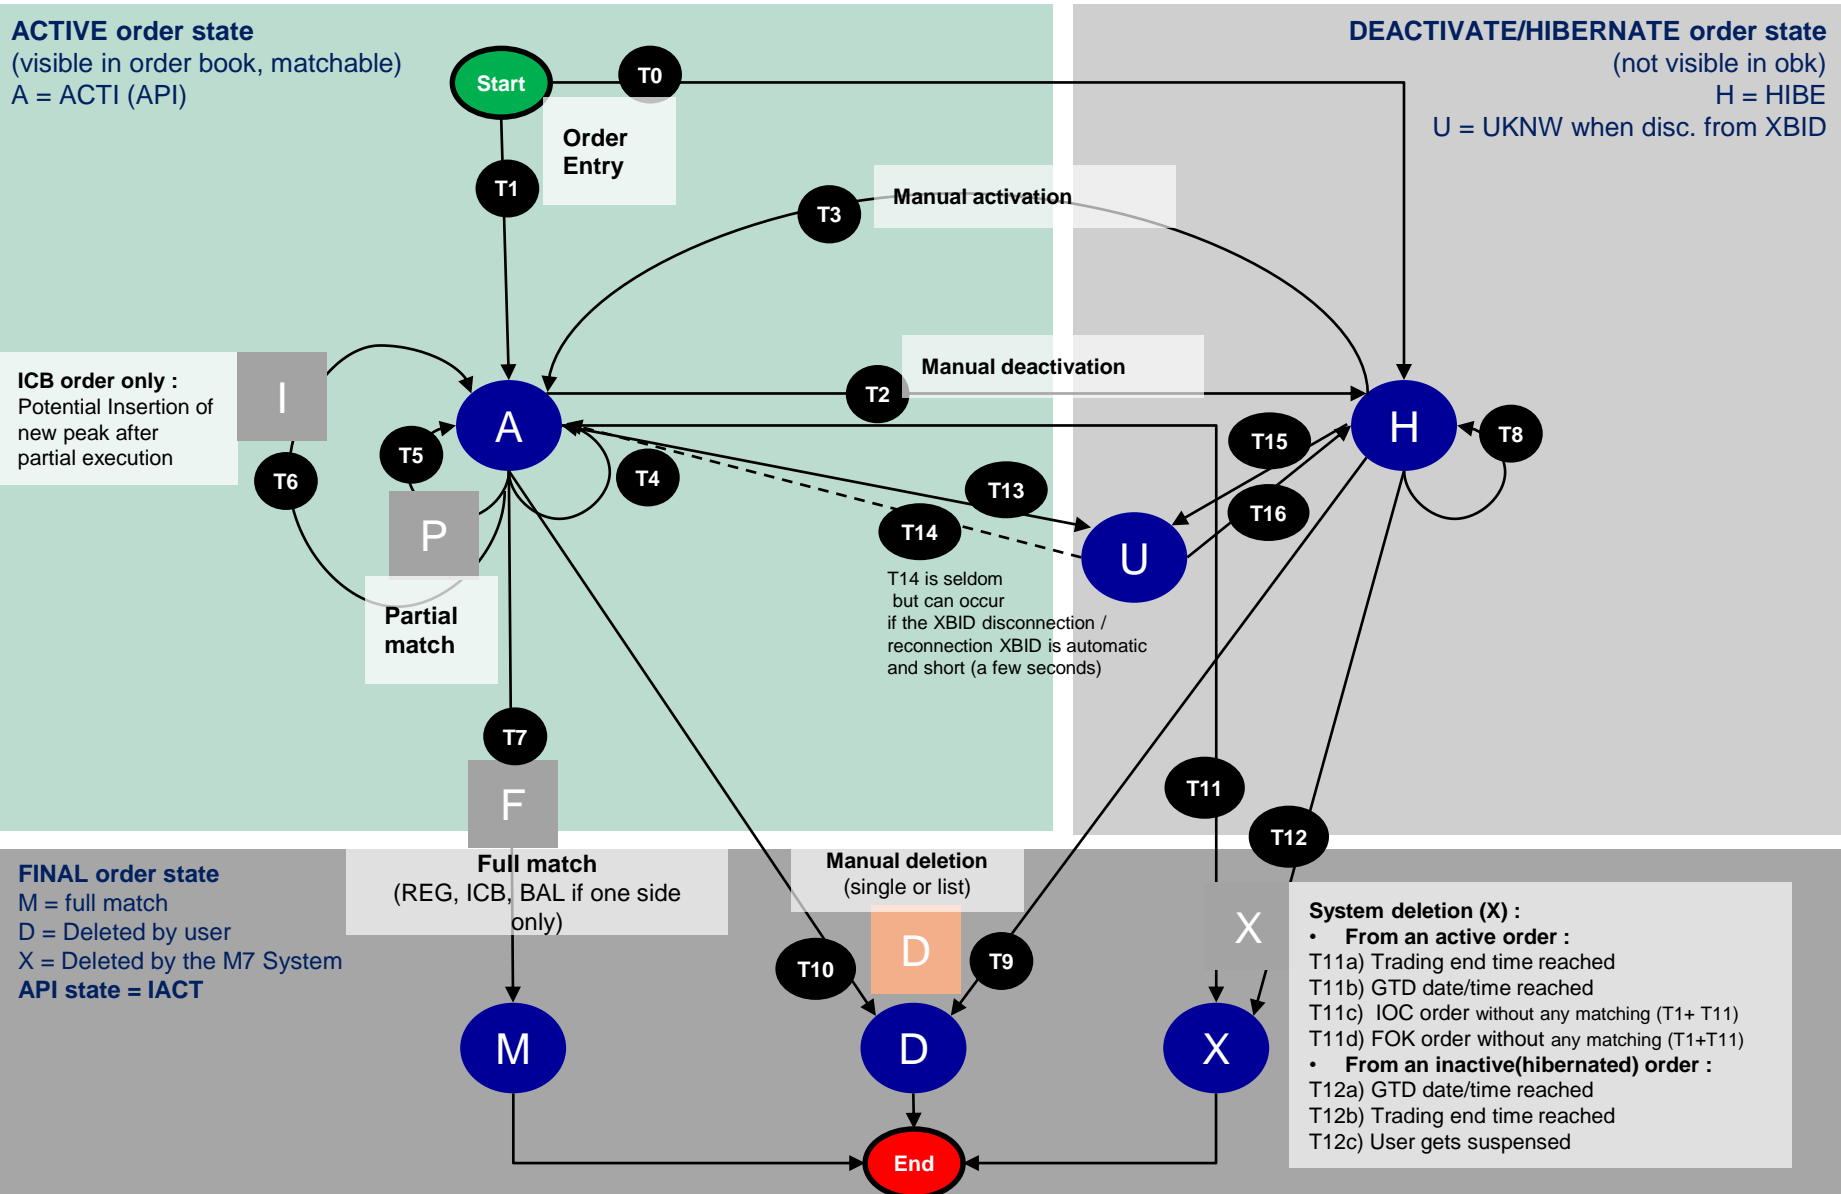 ACTIVE order state
(visible in order book, matchable)
A = ACTI (API)
DEACTIVATE/HIBERNATE order state
(not visible in obk)
H = HIBE
U = UKNW when disc. from XBID
Start
T0
Order
Entry
T1
T3
Manual activation
Manual deactivation
T2
ICB order only :
Potential Insertion of
new peak after
partial execution
I
A
H
T5
T6
T4
T15
T8
T13
T16
T14
P
U
T14 is seldom
but can occur
if the XBID disconnection /
reconnection XBID is automatic
and short (a few seconds)
Partial
match
T7
F
T11
T12
FINAL order state
M = full match
D = Deleted by user
X = Deleted by the M7 System
API state = IACT
Full match
(REG, ICB, BAL if one side
only)
Manual deletion
(single or list)
D
T10
T9
X
System deletion (X) :
• From an active order :
T11a) Trading end time reached
T11b) GTD date/time reached
T11c) IOC order without any matching (T1+ T11)
T11d) FOK order without any matching (T1+T11)
• From an inactive(hibernated) order :
T12a) GTD date/time reached
T12b) Trading end time reached
T12c) User gets suspensed
M
D
X
End